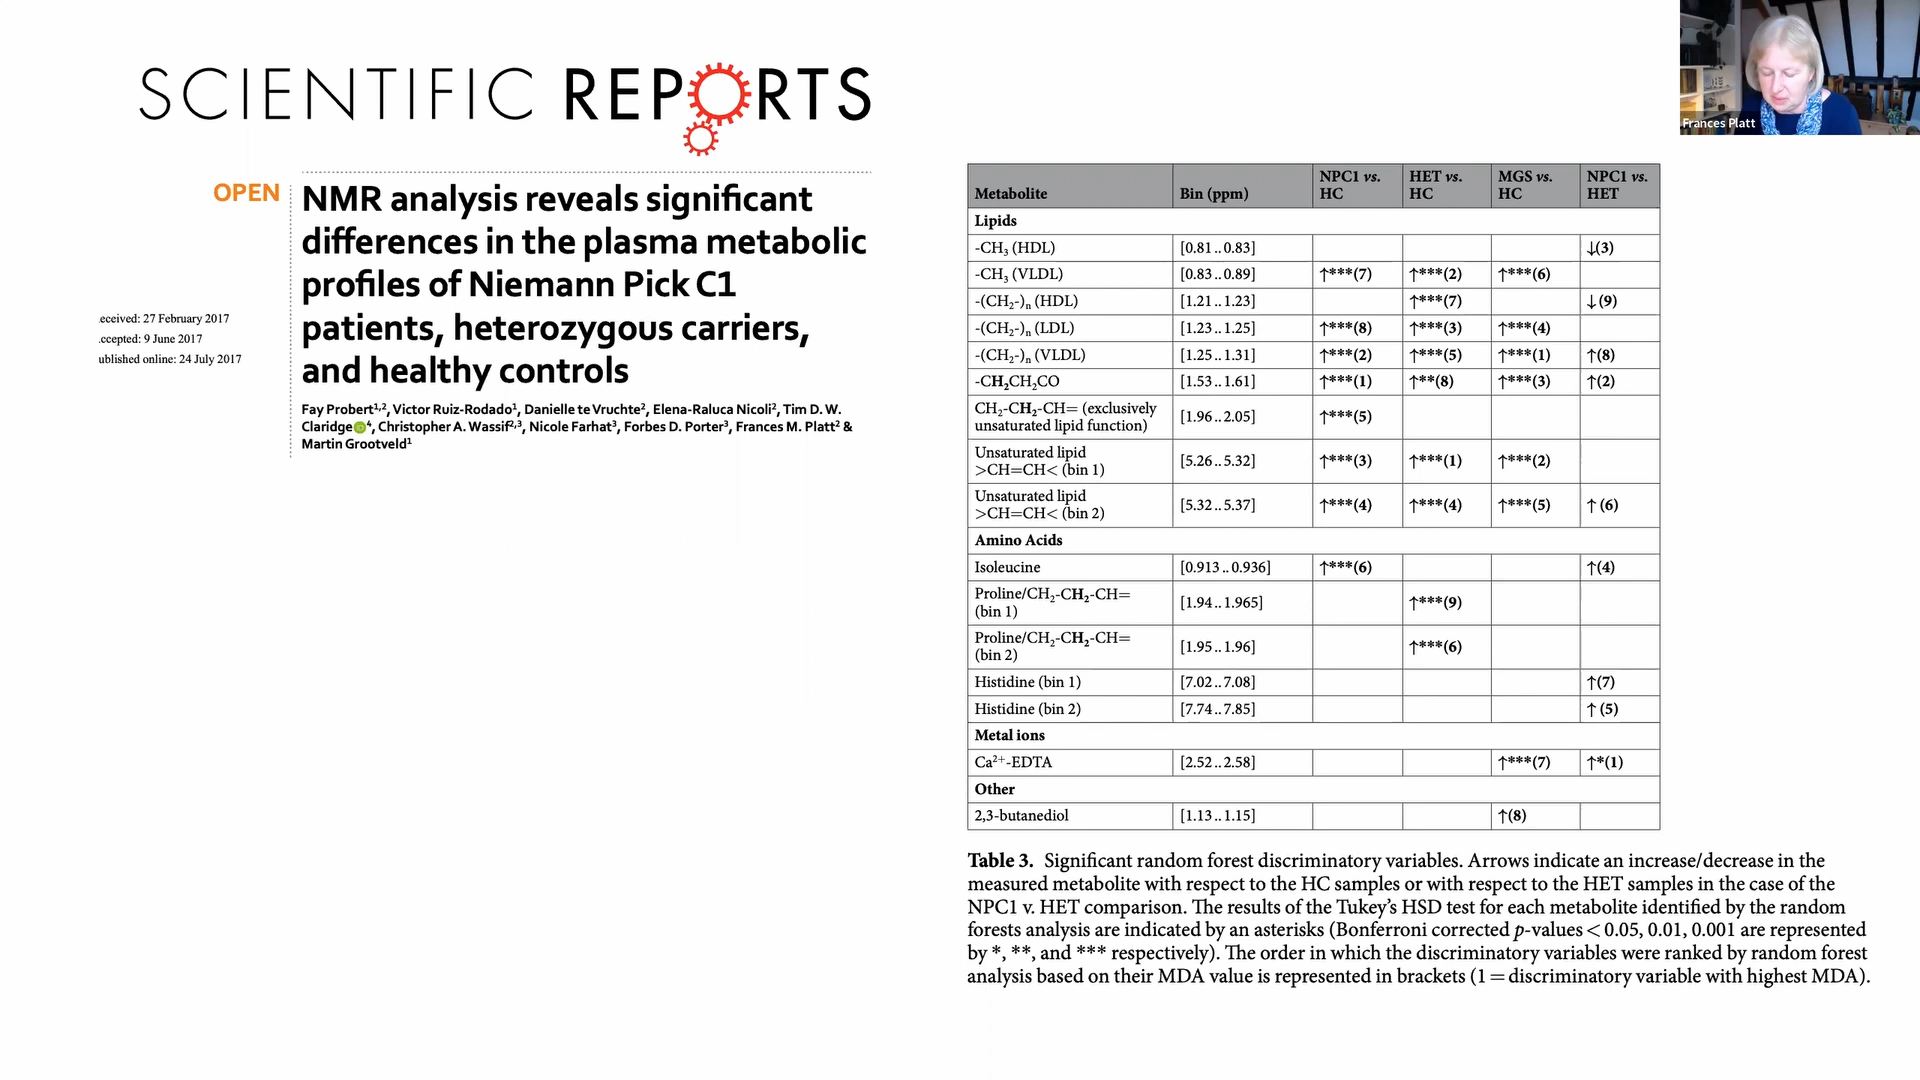 SCIENTIFIC REPORTS
OPEN
NMR analysis reveals significant
differences in the plasma metabolic
profiles of Niemann Pick C1
patients, heterozygous carriers,
and healthy controls
eceived: 27 February 2017
ccepted: 9 June 2017
ublished online: 24 July 2017
Fay Probert1,2, Victor Ruiz-Rodado1, Danielle te Vruchte2, Elena-Raluca Nicoli2, Tim D. W.
Claridge 4, Christopher A. Wassif2,3, Nicole Farhat3, Forbes D. Porter3, Frances M. Platt2 &
Martin Grootveld1
Frances Platt
Metabolite Bin (ppm) NPC1 vs. HC HET vs. HC MGS vs. HC NPC1 vs. HET
Lipids
-CH3 (HDL) [0.81..0.83] ↓(3)
-CH3 (VLDL) [0.83..0.89] ↑***(7) ↑***(2) ↑***(6)
-(CH2-)n (HDL) [1.21..1.23] ↑***(7) ↓(9)
-(CH2-)n (LDL) [1.23..1.25] ↑***(8) ↑***(3) ↑***(4)
-(CH2-)n (VLDL) [1.25..1.31] ↑***(2) ↑***(5) ↑***(1) ↑(8)
-CH2CH2CO [1.53..1.61] ↑***(1) ↑**(8) ↑***(3) ↑(2)
CH2-CH2-CH= (exclusively
unsaturated lipid function) [1.96..2.05] ↑***(5)
Unsaturated lipid
>CH=CH< (bin 1) [5.26..5.32] ↑***(3) ↑***(1) ↑***(2)
Unsaturated lipid
>CH=CH< (bin 2) [5.32..5.37] ↑***(4) ↑***(4) ↑***(5) ↑(6)
Amino Acids
Isoleucine [0.913..0.936] ↑***(6) ↑(4)
Proline/CH2-CH2-CH=
(bin 1) [1.94..1.965] ↑***(9)
Proline/CH2-CH2-CH=
(bin 2) [1.95..1.96] ↑***(6)
Histidine (bin 1) [7.02..7.08] ↑(7)
Histidine (bin 2) [7.74..7.85] ↑(5)
Metal ions
Ca2+-EDTA [2.52..2.58] ↑***(7) ↑*(1)
Other
2,3-butanediol [1.13..1.15] ↑(8)
Table 3. Significant random forest discriminatory variables. Arrows indicate an increase/decrease in the
measured metabolite with respect to the HC samples or with respect to the HET samples in the case of the
NPC1 v. HET comparison. The results of the Tukey's HSD test for each metabolite identified by the random
forests analysis are indicated by an asterisks (Bonferroni corrected p-values < 0.05, 0.01, 0.001 are represented
by *, **, and *** respectively). The order in which the discriminatory variables were ranked by random forest
analysis based on their MDA value is represented in brackets (1 = discriminatory variable with highest MDA).